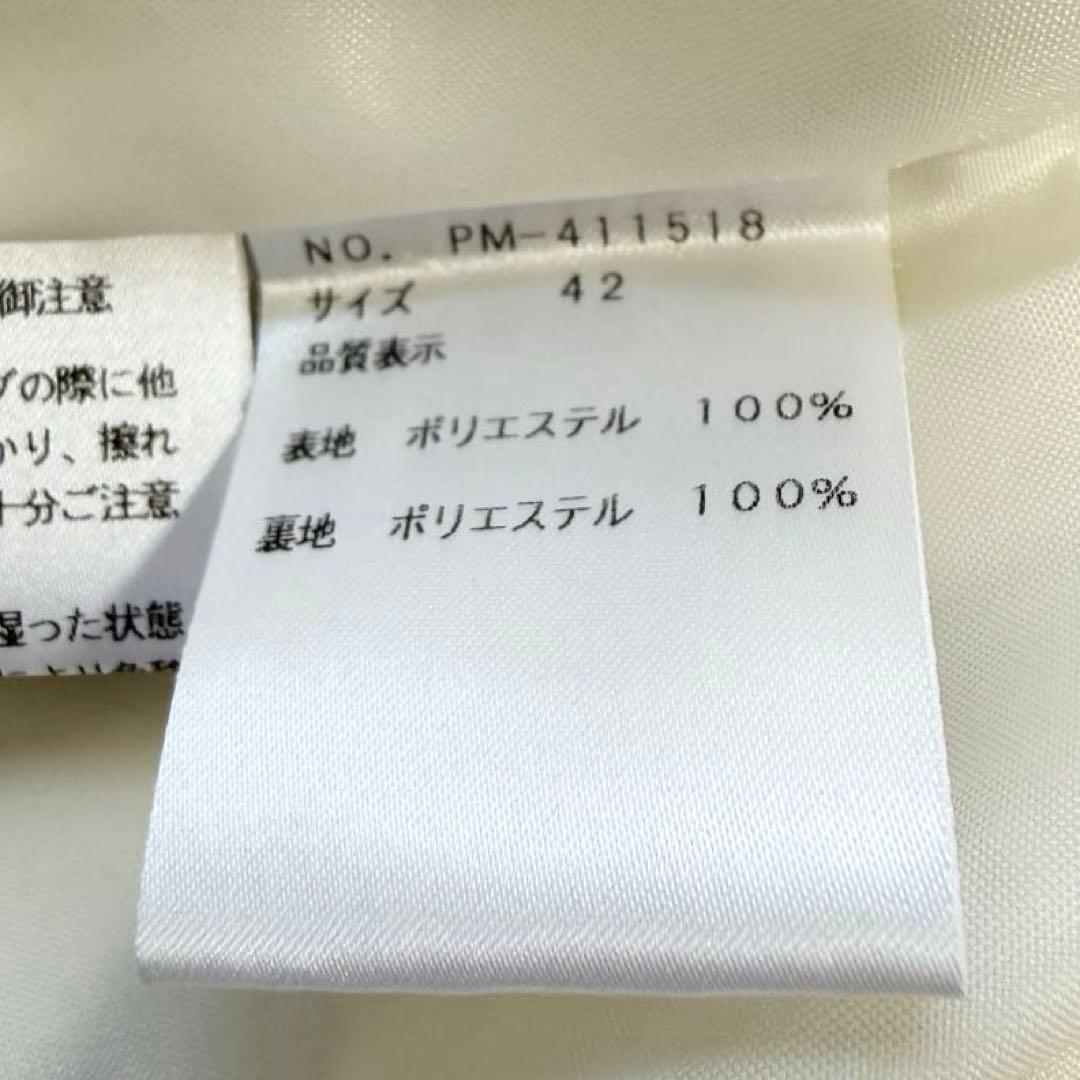 御注意
グの際に他
かり、擦れ
十分ご注意
湿った状態
NO. PM-411518
サイズ 42
品質表示
表地 ポリエステル 100%
裏地 ポリエステル 100%